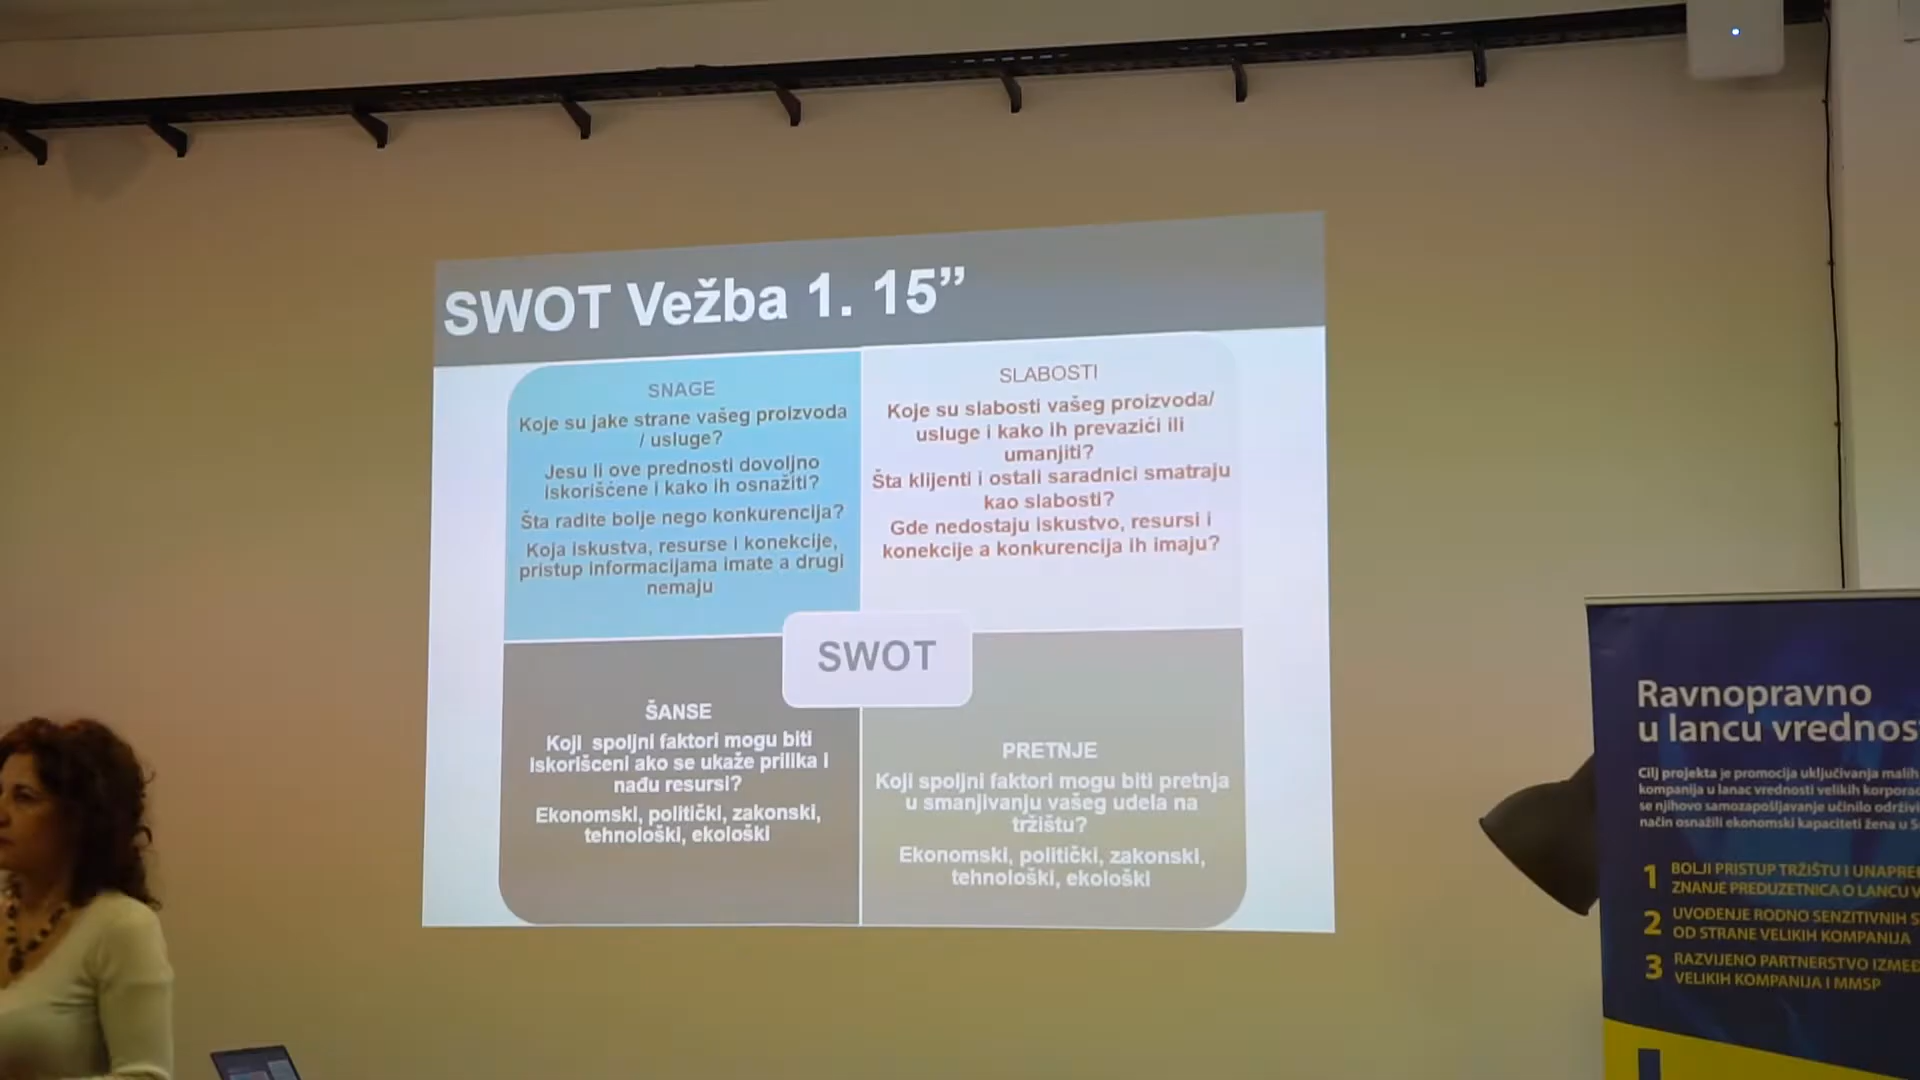 SWOT Vežba 1. 15”
SNAGE
Koje su jake strane vašeg proizvoda
/ usluge?
Jesu li ove prednosti dovoljno
iskorišćene i kako ih osnažiti?
Šta radite bolje nego konkurencija?
Koja iskustva, resurse i konekcije,
pristup informacijama imate a drugi
nemaju
SLABOSTI
Koje su slabosti vašeg proizvoda/
usluge i kako ih prevazići ili
umanjiti?
Šta klijenti i ostali saradnici smatraju
kao slabosti?
Gde nedostaju iskustvo, resursi i
konekcije a konkurencija ih imaju?
SWOT
ŠANSE
Koji spoljni faktori mogu biti
iskorišceni ako se ukaže prilika i
nađu resursi?
Ekonomski, politički, zakonski,
tehnološki, ekološki
PRETNJE
Koji spoljni faktori mogu biti pretnja
u smanjivanju vašeg udela na
tržištu?
Ekonomski, politički, zakonski,
tehnološki, ekološki
Ravnopravno
u lancu vrednos
Cilj projekta je promocija uključivanja malih
kompanija u lanac vrednosti velikih korporac
se njihovo samozapošljavanje učinilo održivi
način osnažili ekonomski kapaciteti žena u S
1 BOLJI PRISTUP TRŽIŠTU I UNAPRE
ZNANJE PREDUZETNICA O LANCU V
2 UVOĐENJE RODNO SENZITIVNIH S
OD STRANE VELIKIH KOMPANIJA
3 RAZVIJENO PARTNERSTVO IZMEĐ
VELIKIH KOMPANIJA I MMSP